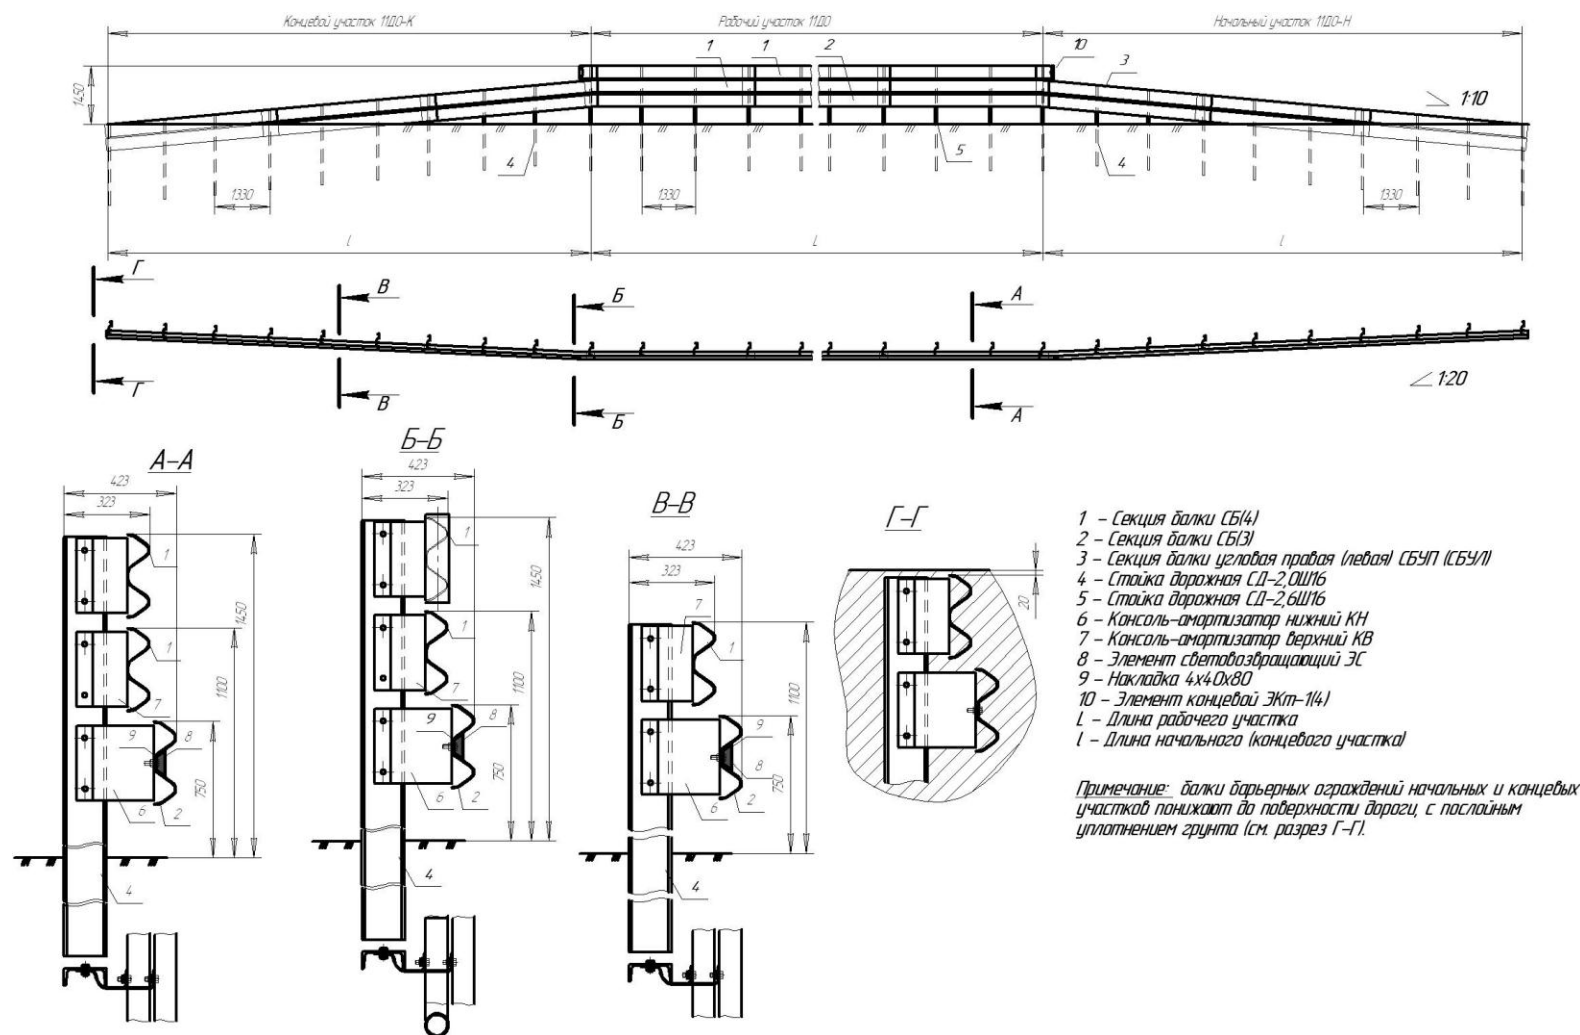 Концевой участок 11ДО-К
Рабочий участок 11ДО
Начальный участок 11ДО-Н
1
1
2
10
3
1450
1:10
4
5
4
1330
1330
1330
l
L
l
Г
В
Б
А
Г
В
Б
А
1:20
А-А
423
323
1
1450
7
1
1100
9
8
750
6
2
4
Б-Б
423
323
1
1450
1
7
1100
9
8
750
6
2
4
В-В
423
323
7
1
1100
9
8
750
6
2
4
Г-Г
20
1 – Секция балки СБ(4)
2 – Секция балки СБ(3)
3 – Секция балки угловая правая (левая) СБУП (СБУЛ)
4 – Стойка дорожная СД-2,0Ш16
5 – Стойка дорожная СД-2,6Ш16
6 – Консоль-амортизатор нижний КН
7 – Консоль-амортизатор верхний КВ
8 – Элемент световозвращающий ЭС
9 – Накладка 4х40х80
10 – Элемент концевой ЭКт-1(4)
L – Длина рабочего участка
l – Длина начального (концевого участка)
Примечание: балки барьерных ограждений начальных и концевых
участков понижают до поверхности дороги, с послойным
уплотнением грунта (см. разрез Г-Г).